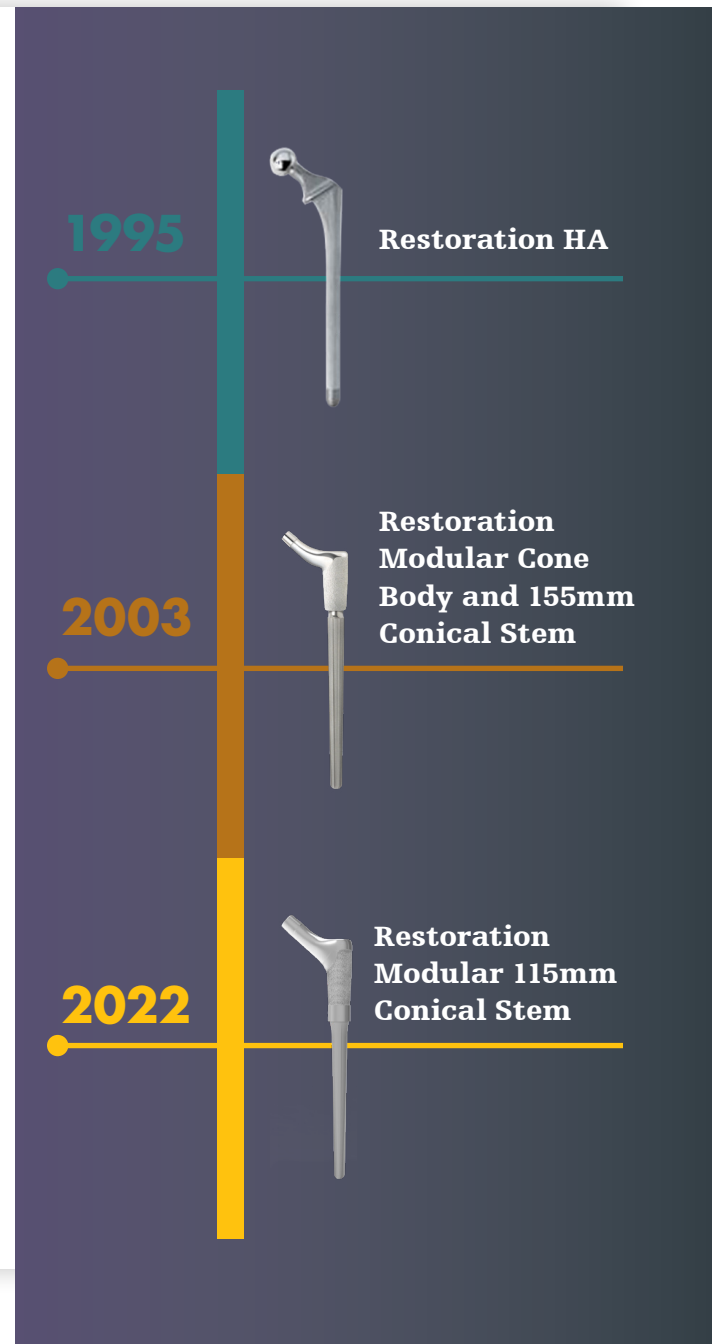 1995
Restoration HA
Restoration
Modular Cone
Body and 155mm
Conical Stem
2003
Restoration
Modular 115mm
Conical Stem
2022